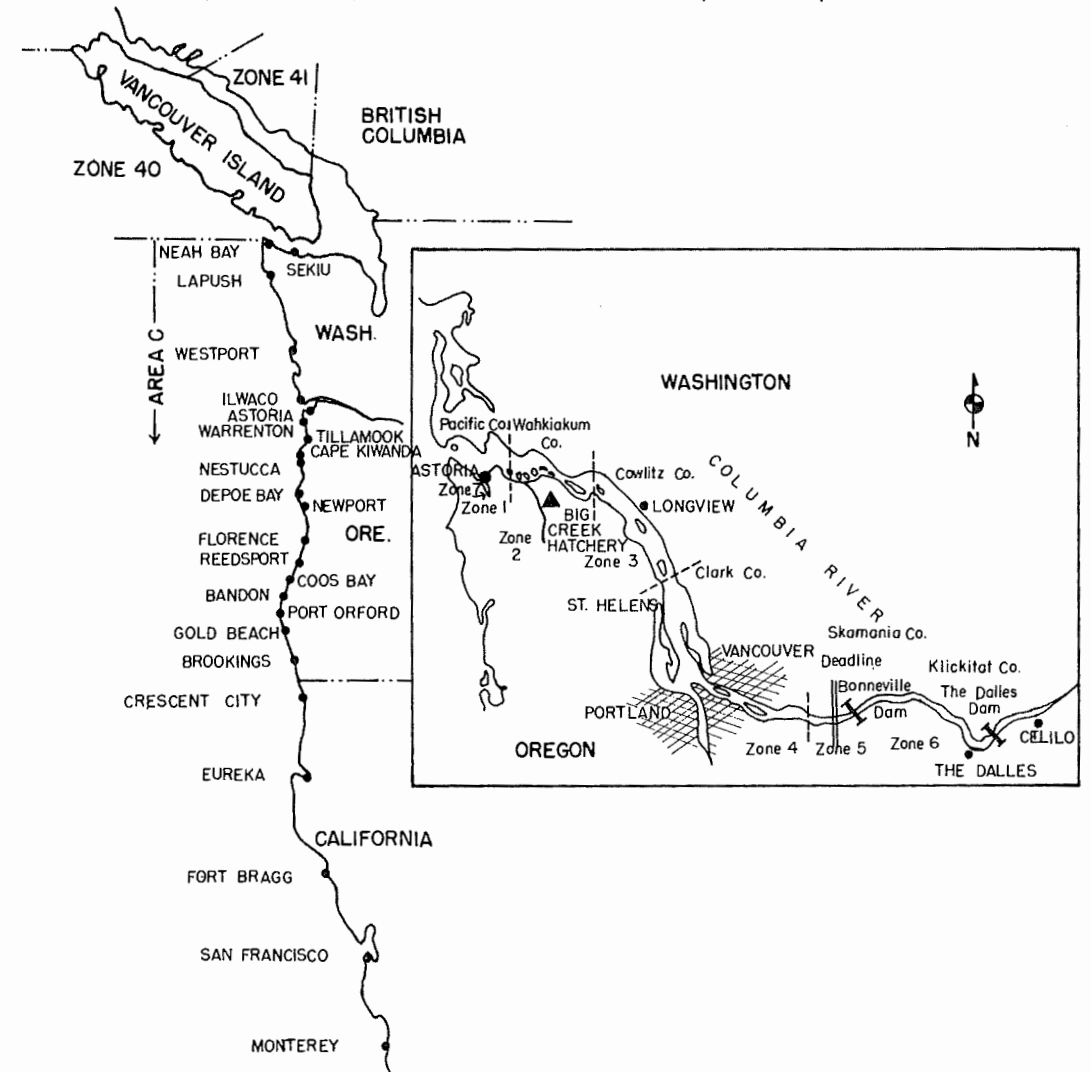 ZONE 41
VANCOUVER ISLAND
BRITISH
COLUMBIA
ZONE 40
NEAH BAY
SEKIU
LAPUSH
AREA C
WASH.
WESTPORT
ILWACO
ASTORIA
WARRENTON
TILLAMOOK
CAPE KIWANDA
NESTUCCA
DEPOE BAY
NEWPORT
FLORENCE
ORE.
REEDSPORT
COOS BAY
BANDON
PORT ORFORD
GOLD BEACH
BROOKINGS
CRESCENT CITY
EUREKA
CALIFORNIA
FORT BRAGG
SAN FRANCISCO
MONTEREY
WASHINGTON
N
Pacific Co.
Wahkiakum
Co.
ASTORIA
Zone 7
Zone 1
Zone
2
BIG
CREEK
HATCHERY
Cowlitz Co.
LONGVIEW
Zone 3
COLUMBIA RIVER
Clark Co.
ST. HELENS
VANCOUVER
PORTLAND
OREGON
Skamania Co.
Deadline
Bonneville
Dam
Klickitat Co.
The Dalles
Dam
Zone 4
Zone 5
Zone 6
CELILO
THE DALLES